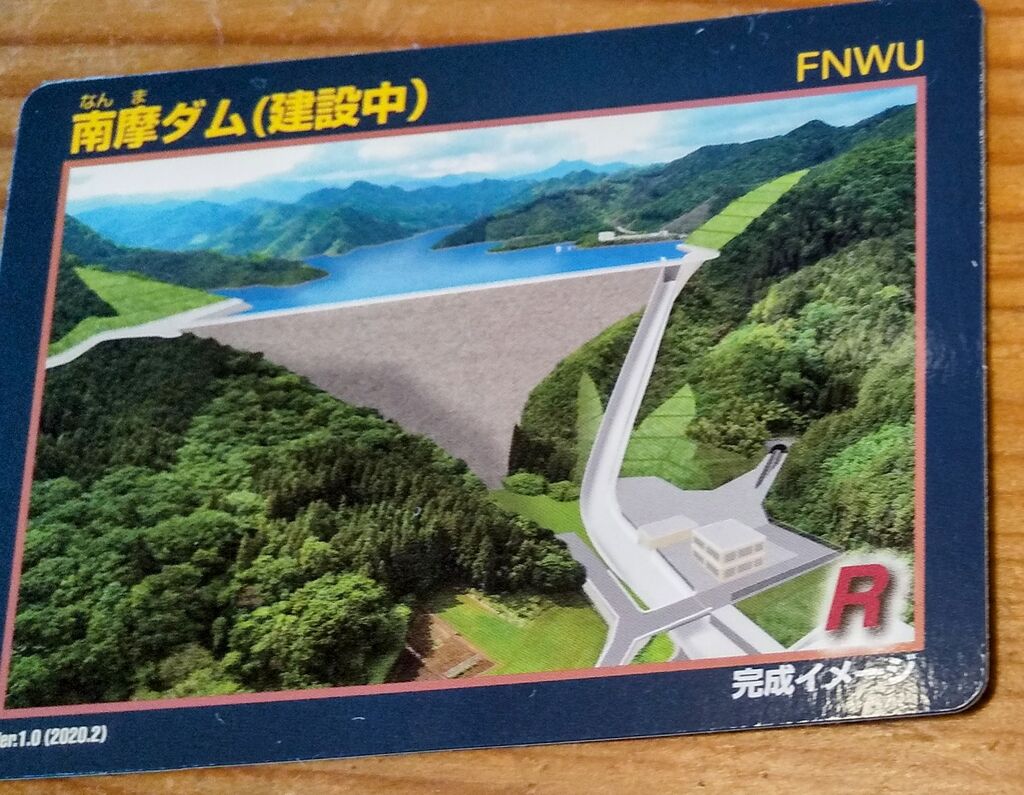 なん ま
南摩ダム(建設中)
FNWU
R
完成イメージ
er.1.0 (2020.2)